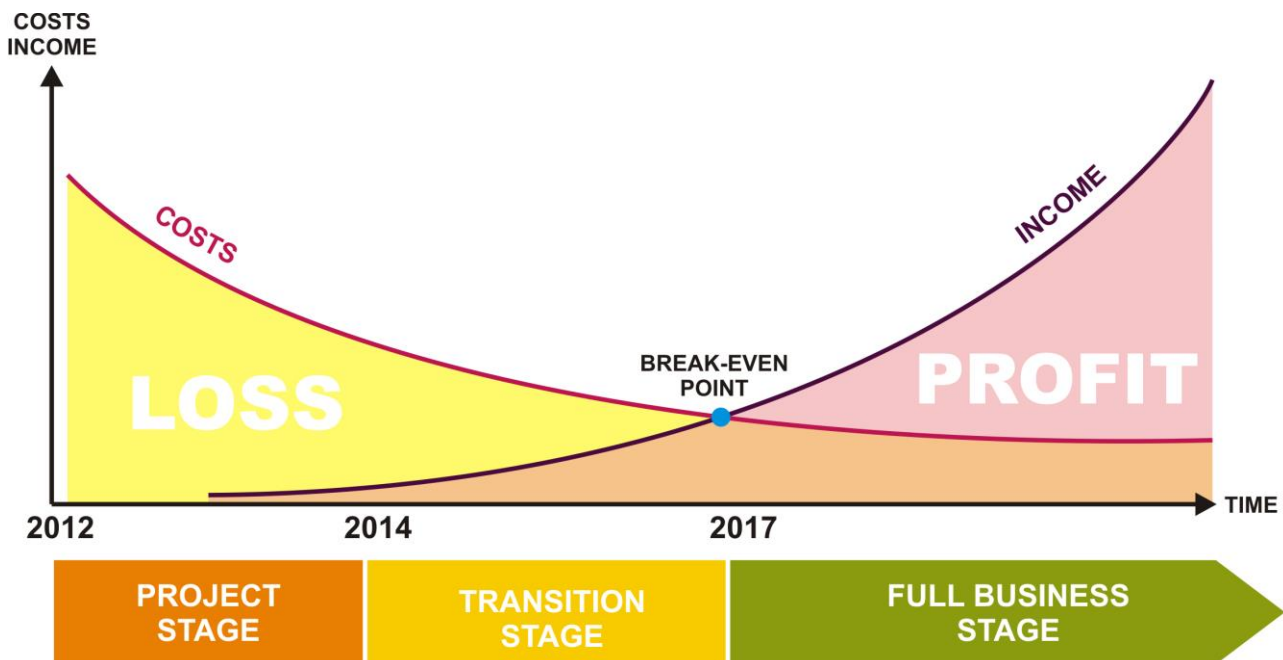 COSTS
INCOME
COSTS
INCOME
BREAK-EVEN
POINT
LOSS
PROFIT
TIME
2012
2014
2017
PROJECT
STAGE
TRANSITION
STAGE
FULL BUSINESS
STAGE